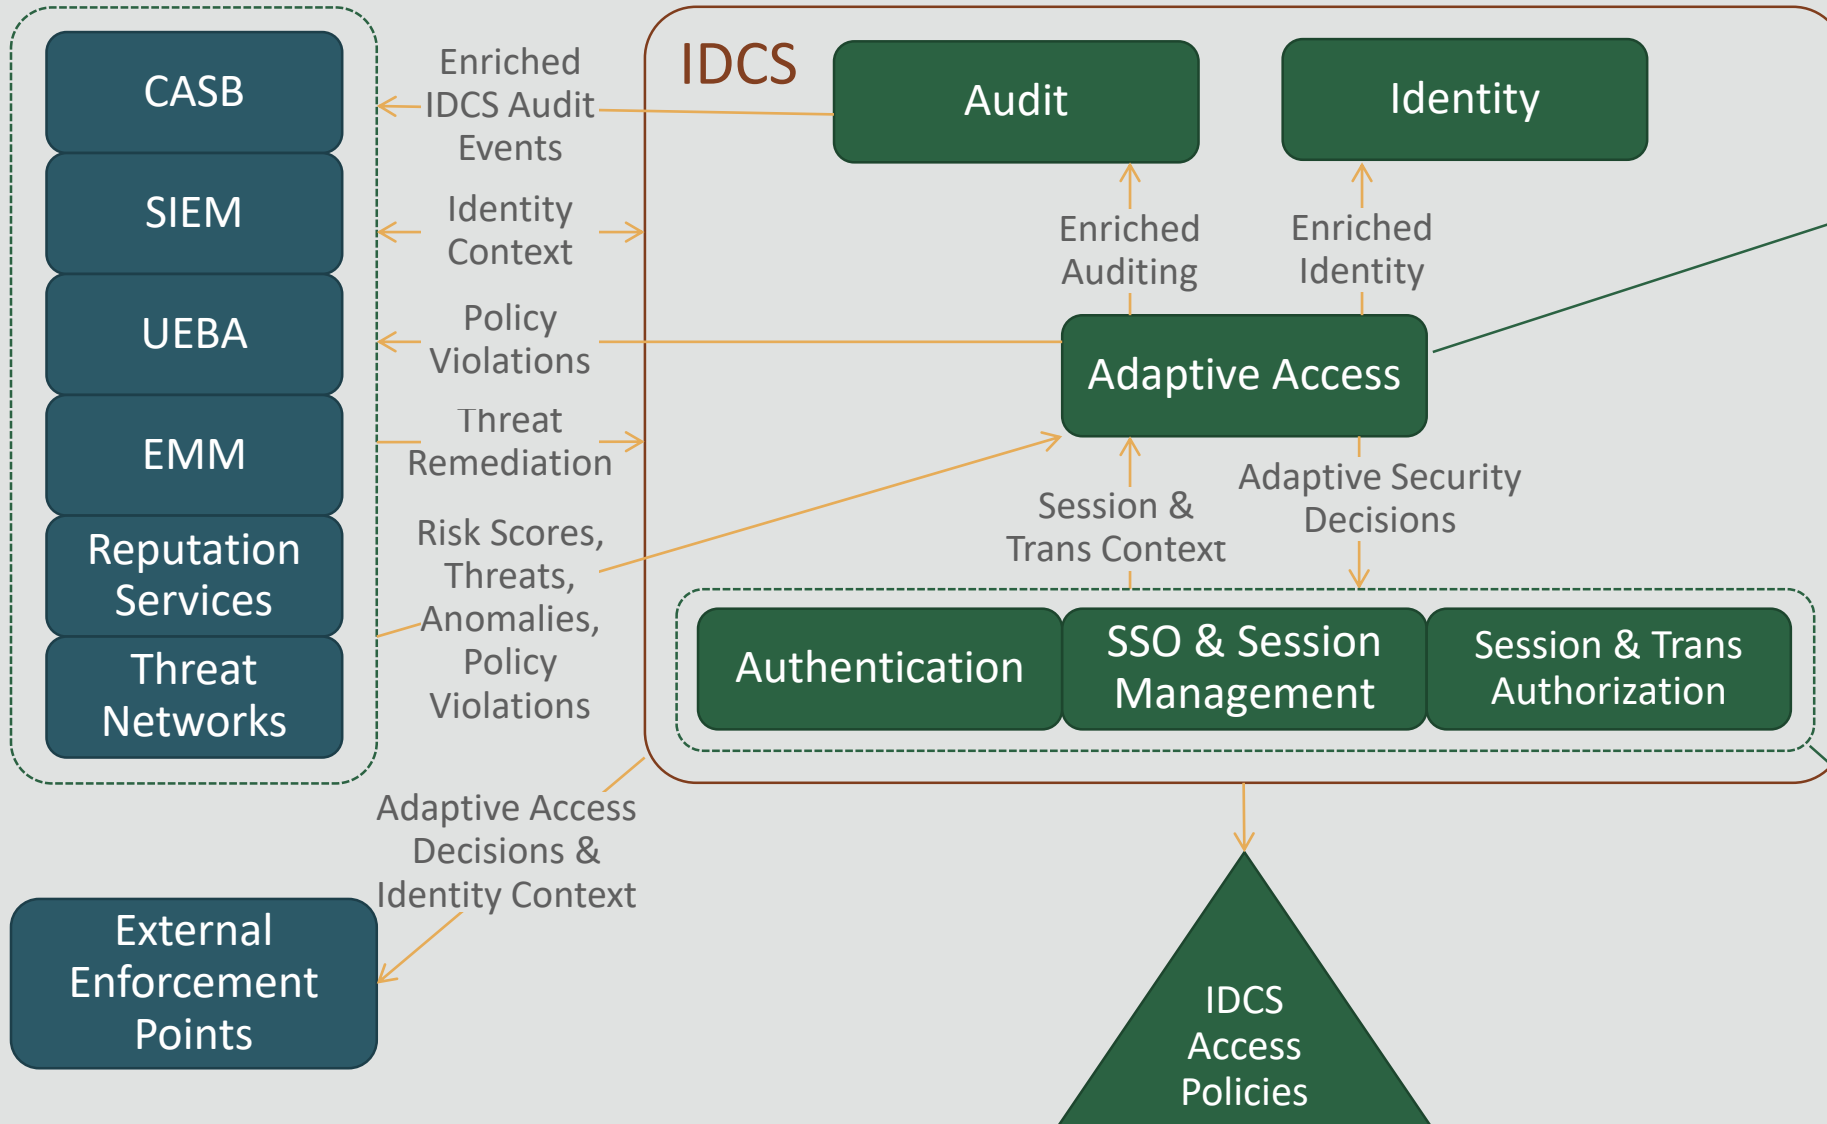 CASB
SIEM
UEBA
EMM
Reputation
Services
Threat
Networks
Enriched
IDCS Audit
Events
Identity
Context
Policy
Violations
Threat
Remediation
Risk Scores,
Threats,
Anomalies,
Policy
Violations
Adaptive Access
Decisions &
Identity Context
External
Enforcement
Points
IDCS
Audit
Identity
Enriched
Auditing
Enriched
Identity
Adaptive Access
Session &
Trans Context
Adaptive Security
Decisions
Authentication
SSO & Session
Management
Session & Trans
Authorization
IDCS
Access
Policies